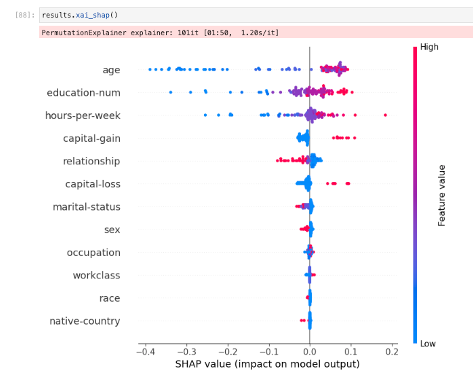 [08]: results.xai_shap()
PermutationExplainer explainer: 101it [01:50, 1.20s/it]
High
age
education-num
hours-per-week
capital-gain
relationship
capital-loss
marital-status
sex
occupation
workclass
race
native-country
Feature value
Low
−0.4 −0.3 −0.2 −0.1 0.0 0.1 0.2
SHAP value (impact on model output)